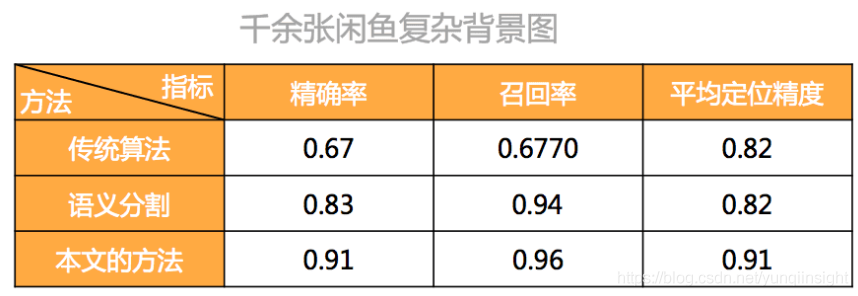 千余张闲鱼复杂背景图
指标
方法 精确率 召回率 平均定位精度
传统算法 0.67 0.6770 0.82
语义分割 0.83 0.94 0.82
本文的方法 0.91 0.96 0.91
https://blog.csdn.net/yunqiinsight